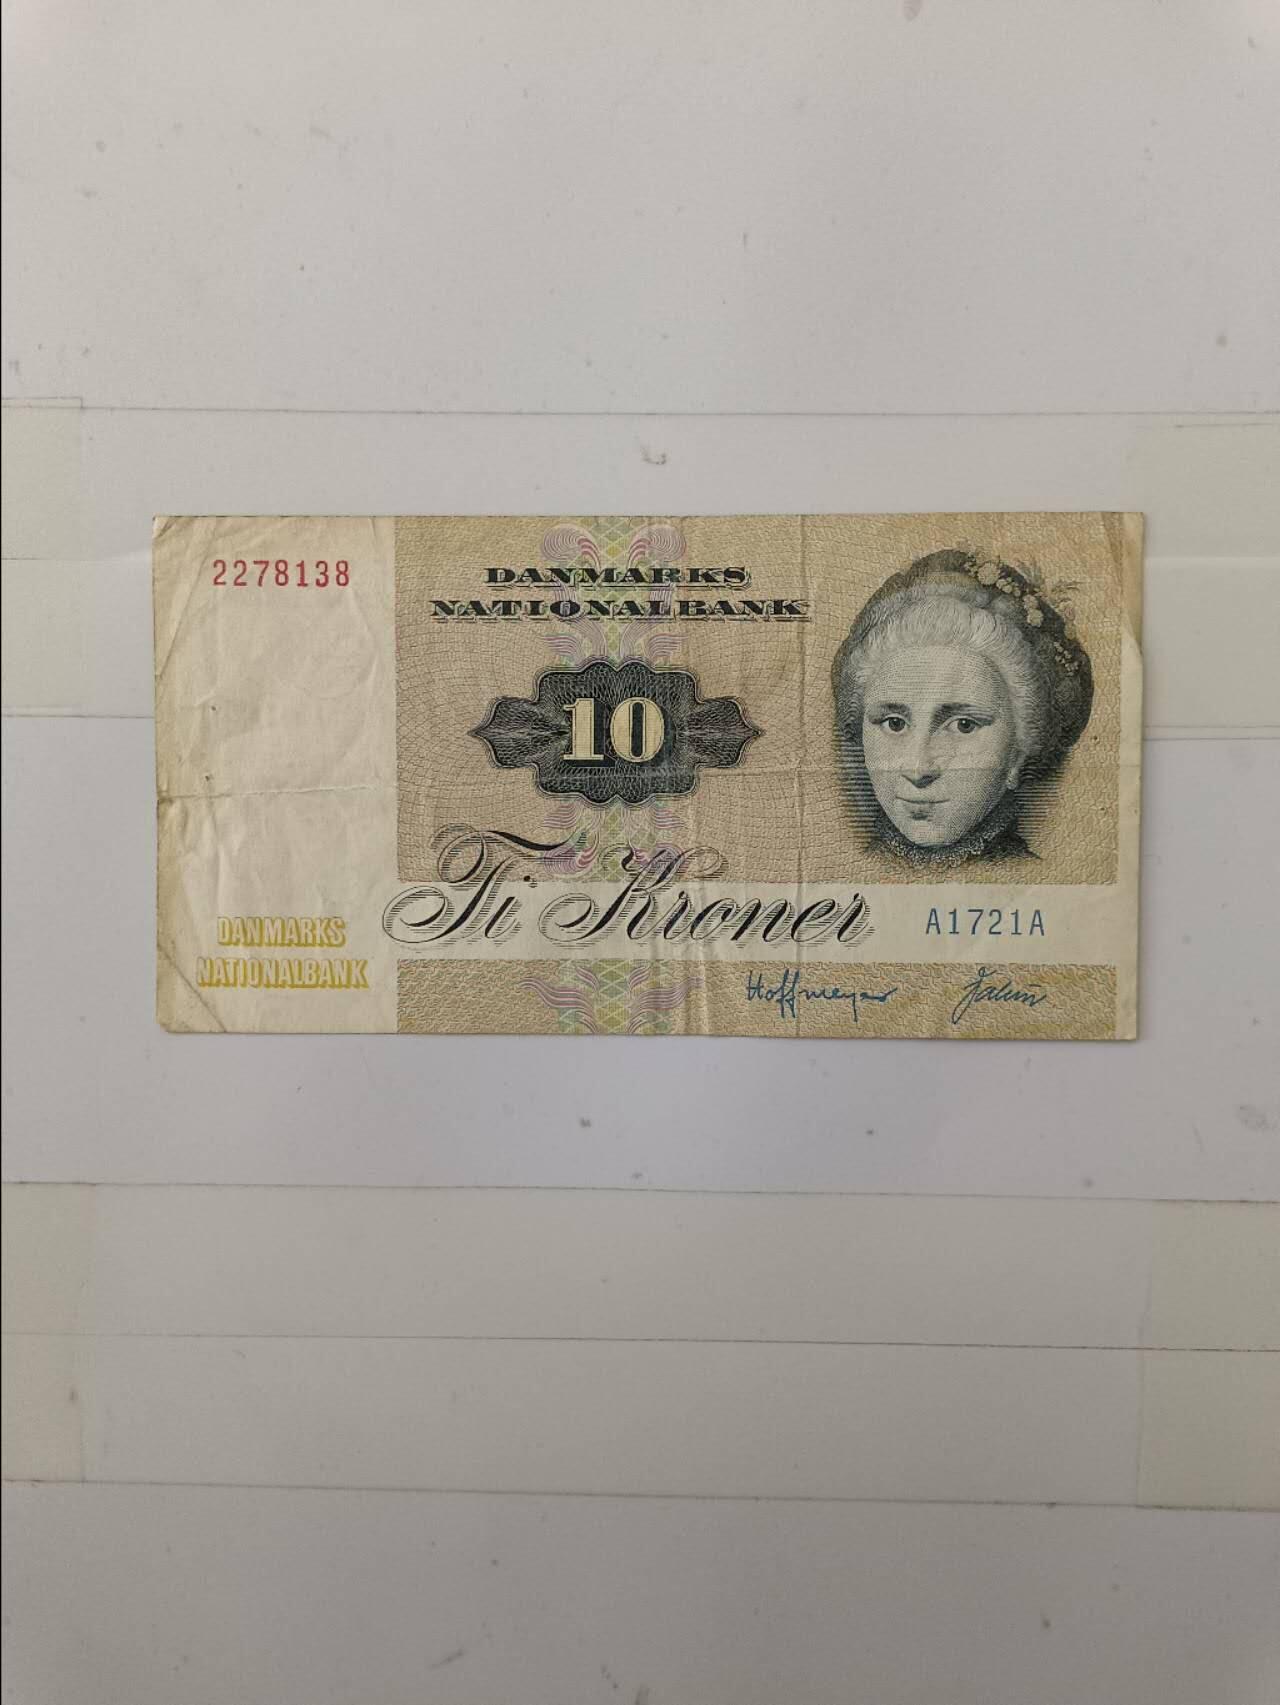 2278138
DANMARKS
NATIONALBANK
10
Ti Kroner
A1721A
DANMARKS
NATIONALBANK
Hoffmeyer